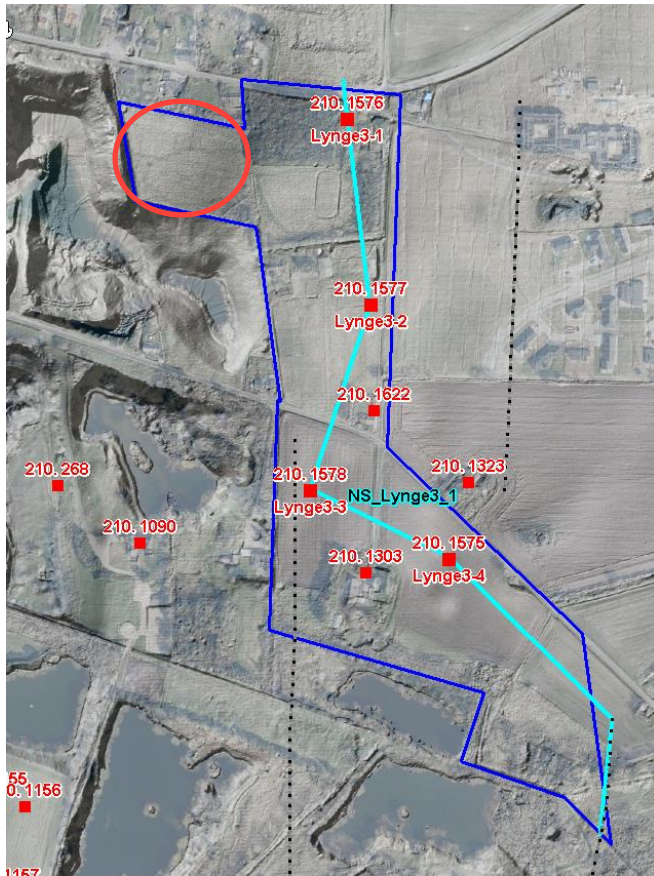 210. 1576
Lynge3-1
210. 1577
Lynge3-2
210. 1622
210. 268
210. 1578
Lynge3-3
NS_Lynge3_1
210. 1323
210. 1090
210. 1303
210. 1575
Lynge3-4
55
0. 1156
1157